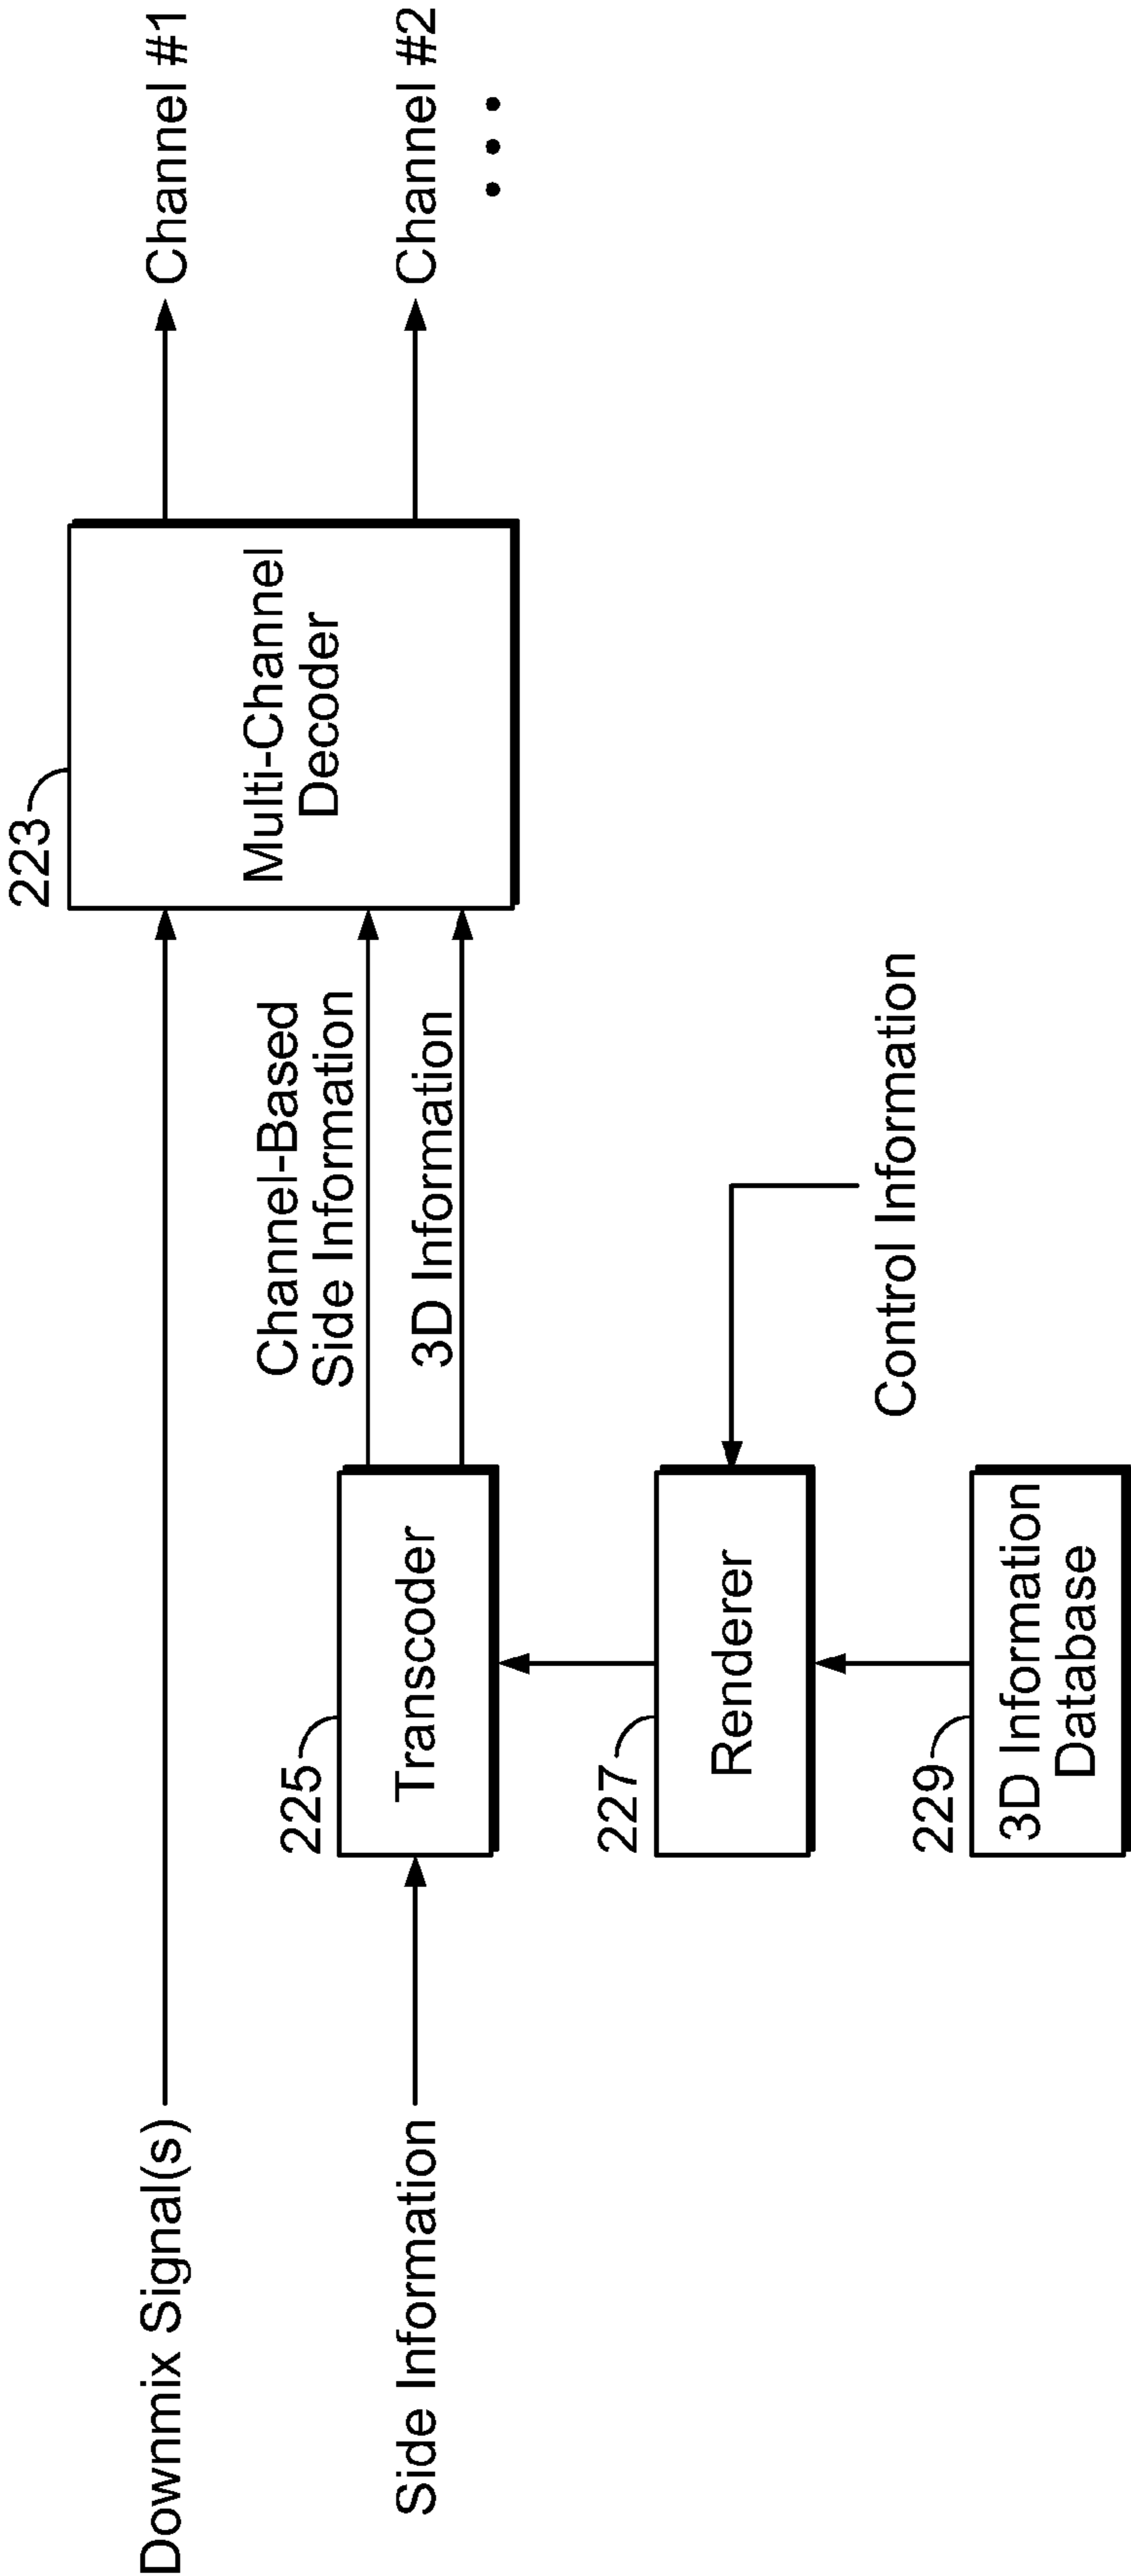 223
Downmix Signal(s)
Channel #1
Multi-Channel
Decoder
Channel-Based
Side Information
225
Side Information
Transcoder
3D Information
Channel #2
227
Renderer
Control Information
229
3D Information
Database